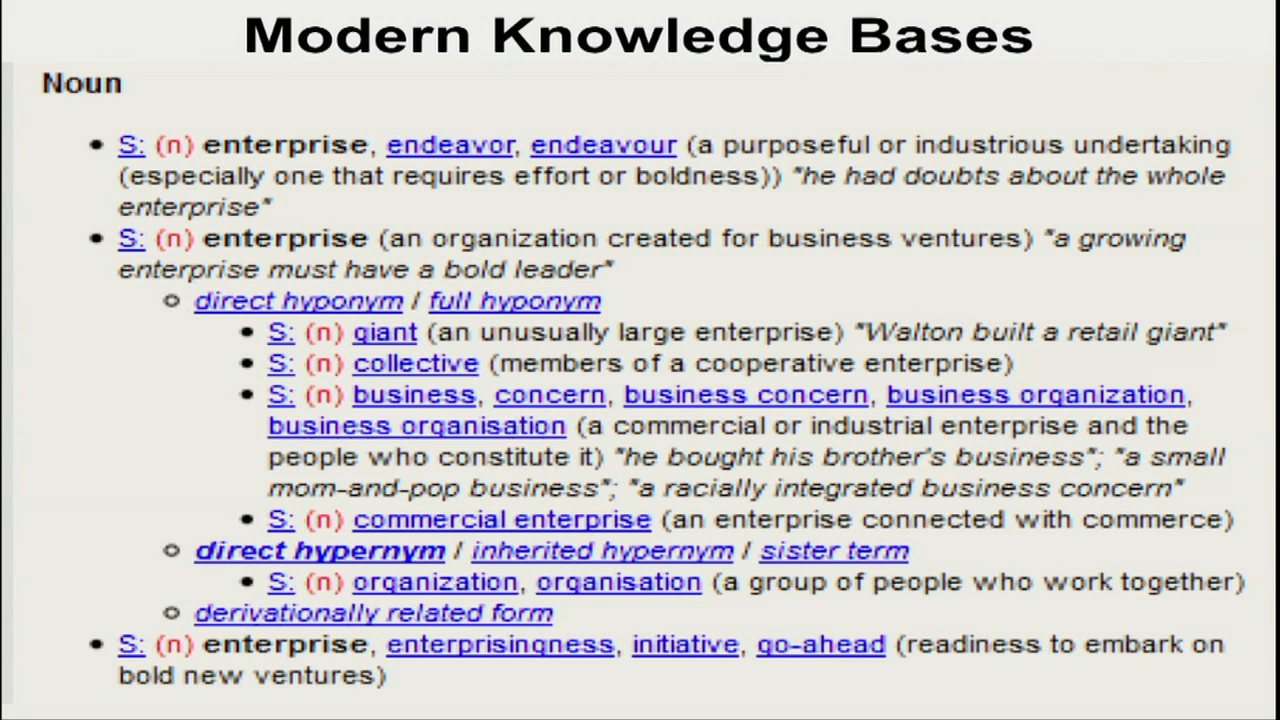 Modern Knowledge Bases
Noun
• S: (n) enterprise, endeavor, endeavour (a purposeful or industrious undertaking
(especially one that requires effort or boldness)) "he had doubts about the whole
enterprise"
• S: (n) enterprise (an organization created for business ventures) "a growing
enterprise must have a bold leader"
○ direct hyponym / full hyponym
• S: (n) giant (an unusually large enterprise) "Walton built a retail giant"
• S: (n) collective (members of a cooperative enterprise)
• S: (n) business, concern, business concern, business organization,
business organisation (a commercial or industrial enterprise and the
people who constitute it) "he bought his brother's business"; "a small
mom-and-pop business"; "a racially integrated business concern"
• S: (n) commercial enterprise (an enterprise connected with commerce)
○ direct hypernym / inherited hypernym / sister term
• S: (n) organization, organisation (a group of people who work together)
○ derivationally related form
• S: (n) enterprise, enterprisingness, initiative, go-ahead (readiness to embark on
bold new ventures)